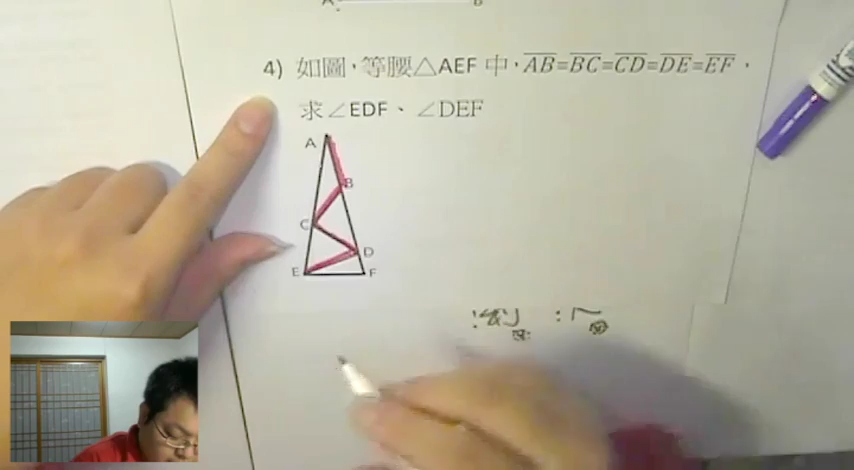 A B
4) 如圖，等腰△AEF 中，AB=BC=CD=DE=EF，
求∠EDF、∠DEF
A
B
C
D
E F